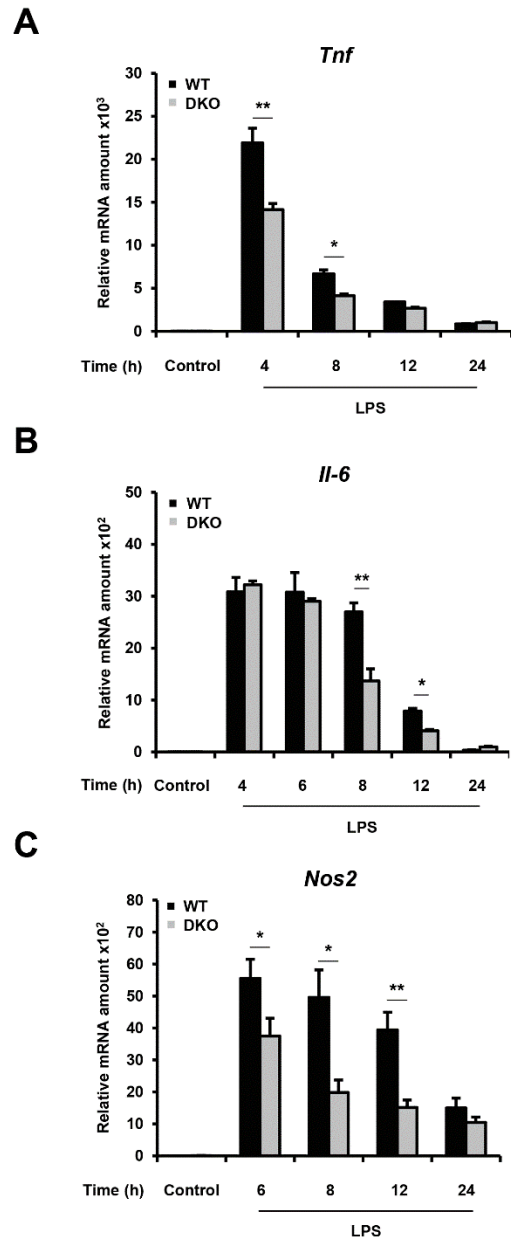 A
Tnf
Relative mRNA amount x10³
30
25
20
15
10
5
0
WT
DKO
**
*
Time (h) Control 4 8 12 24
LPS
B
Il-6
Relative mRNA amount x10²
50
40
30
20
10
0
WT
DKO
**
*
Time (h) Control 4 6 8 12 24
LPS
C
Nos2
Relative mRNA amount x10²
80
70
60
50
40
30
20
10
0
WT
DKO
* * **
Time (h) Control 6 8 12 24
LPS